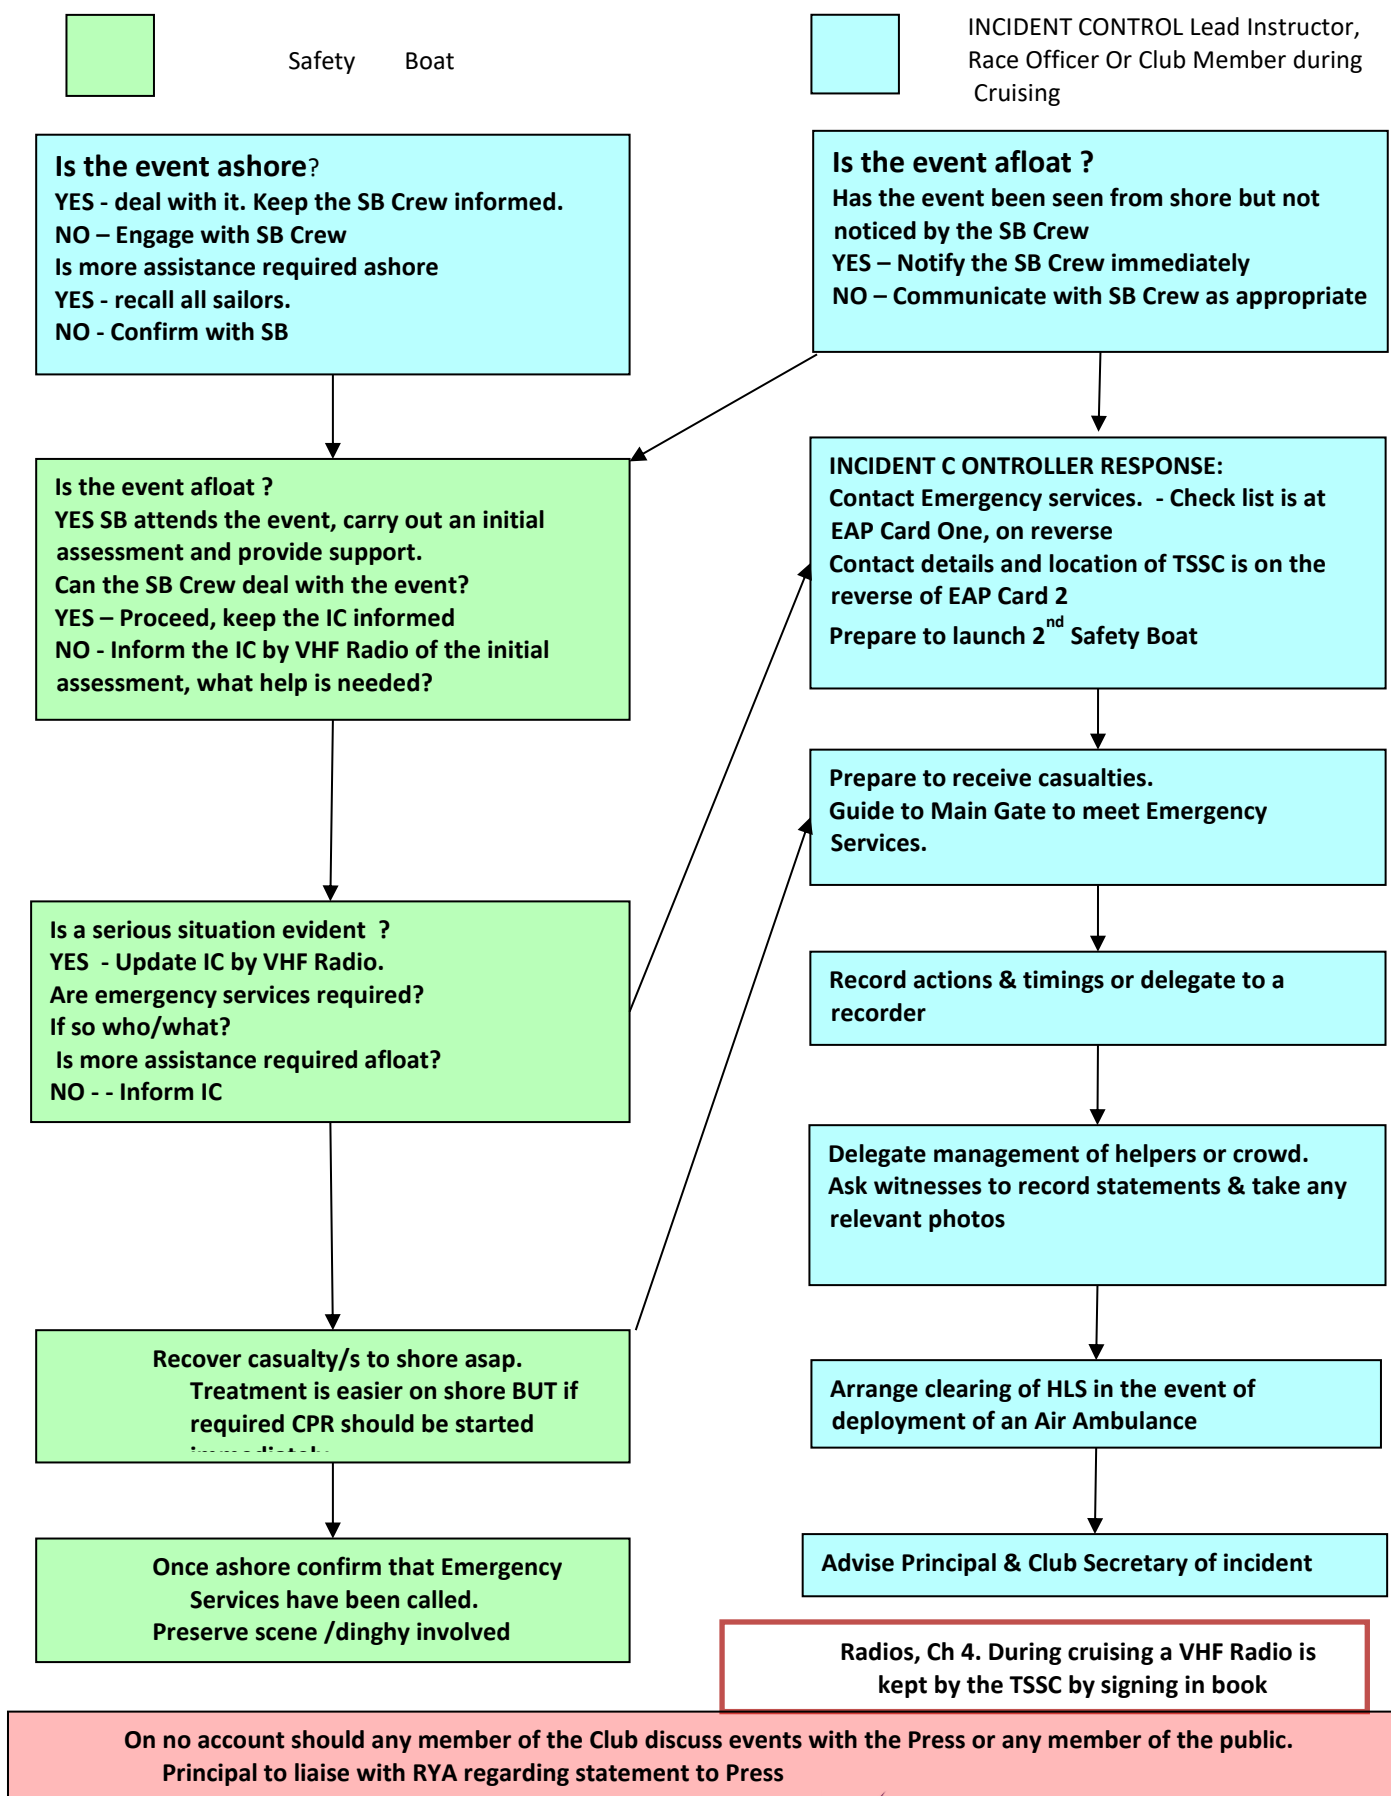 Safety Boat
INCIDENT CONTROL Lead Instructor,
Race Officer Or Club Member during
Cruising
Is the event ashore?
YES - deal with it. Keep the SB Crew informed.
NO – Engage with SB Crew
Is more assistance required ashore
YES - recall all sailors.
NO - Confirm with SB
Is the event afloat ?
Has the event been seen from shore but not
noticed by the SB Crew
YES – Notify the SB Crew immediately
NO – Communicate with SB Crew as appropriate
Is the event afloat ?
YES SB attends the event, carry out an initial
assessment and provide support.
Can the SB Crew deal with the event?
YES – Proceed, keep the IC informed
NO - Inform the IC by VHF Radio of the initial
assessment, what help is needed?
INCIDENT C ONTROLLER RESPONSE:
Contact Emergency services. - Check list is at
EAP Card One, on reverse
Contact details and location of TSSC is on the
reverse of EAP Card 2
Prepare to launch 2nd Safety Boat
Prepare to receive casualties.
Guide to Main Gate to meet Emergency
Services.
Is a serious situation evident ?
YES - Update IC by VHF Radio.
Are emergency services required?
If so who/what?
Is more assistance required afloat?
NO - - Inform IC
Record actions & timings or delegate to a
recorder
Delegate management of helpers or crowd.
Ask witnesses to record statements & take any
relevant photos
Recover casualty/s to shore asap.
Treatment is easier on shore BUT if
required CPR should be started
Arrange clearing of HLS in the event of
deployment of an Air Ambulance
Once ashore confirm that Emergency
Services have been called.
Preserve scene /dinghy involved
Advise Principal & Club Secretary of incident
Radios, Ch 4. During cruising a VHF Radio is
kept by the TSSC by signing in book
On no account should any member of the Club discuss events with the Press or any member of the public.
Principal to liaise with RYA regarding statement to Press